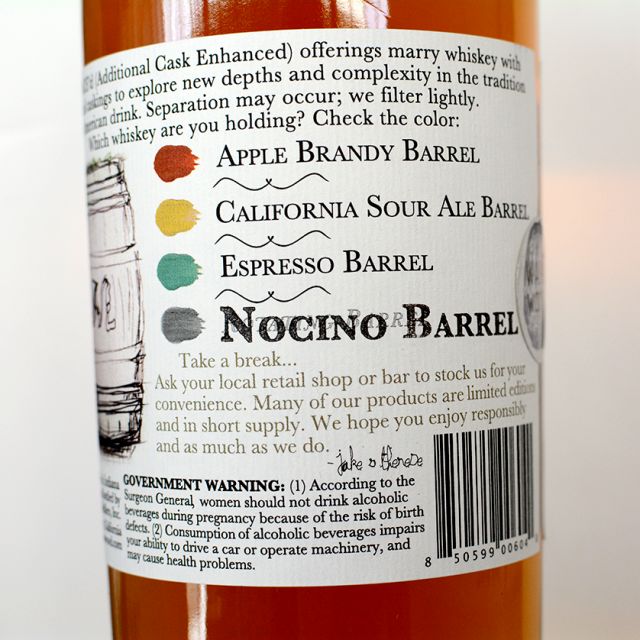 (Additional Cask Enhanced) offerings marry whiskey with
to explore new depths and complexity in the tradition
drink. Separation may occur; we filter lightly.
Which whiskey are you holding? Check the color:
APPLE BRANDY BARREL
CALIFORNIA SOUR ALE BARREL
ESPRESSO BARREL
NOCINO BARREL
Take a break...
Ask your local retail shop or bar to stock us for your
convenience. Many of our products are limited editions
and in short supply. We hope you enjoy responsibly
and as much as we do.
GOVERNMENT WARNING: (1) According to the
Surgeon General, women should not drink alcoholic
beverages during pregnancy because of the risk of birth
defects. (2) Consumption of alcoholic beverages impairs
your ability to drive a car or operate machinery, and
may cause health problems.
8 50599 00604